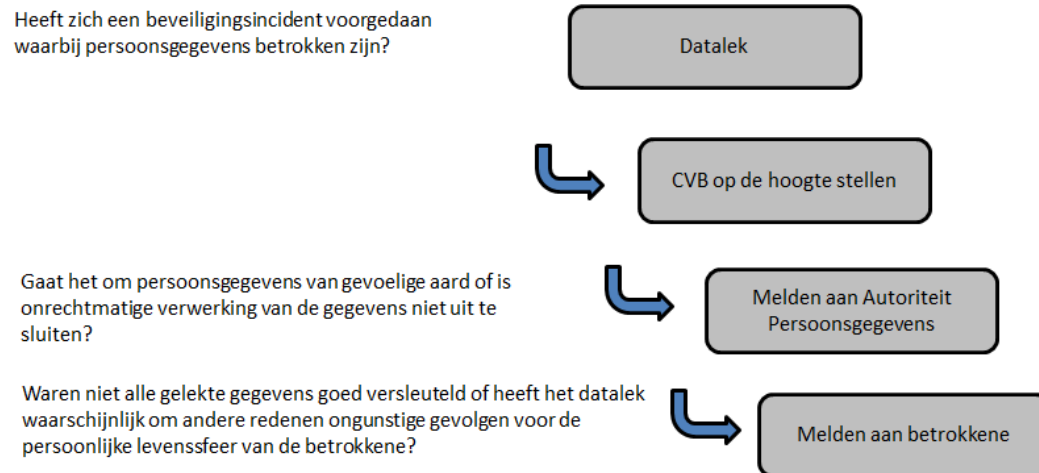 Heeft zich een beveiligingsincident voorgedaan
waarbij persoonsgegevens betrokken zijn?
Datalek
CVB op de hoogte stellen
Gaat het om persoonsgegevens van gevoelige aard of is
onrechtmatige verwerking van de gegevens niet uit te
sluiten?
Melden aan Autoriteit
Persoonsgegevens
Waren niet alle gelekte gegevens goed versleuteld of heeft het datalek
waarschijnlijk om andere redenen ongunstige gevolgen voor de
persoonlijke levenssfeer van de betrokkene?
Melden aan betrokkene